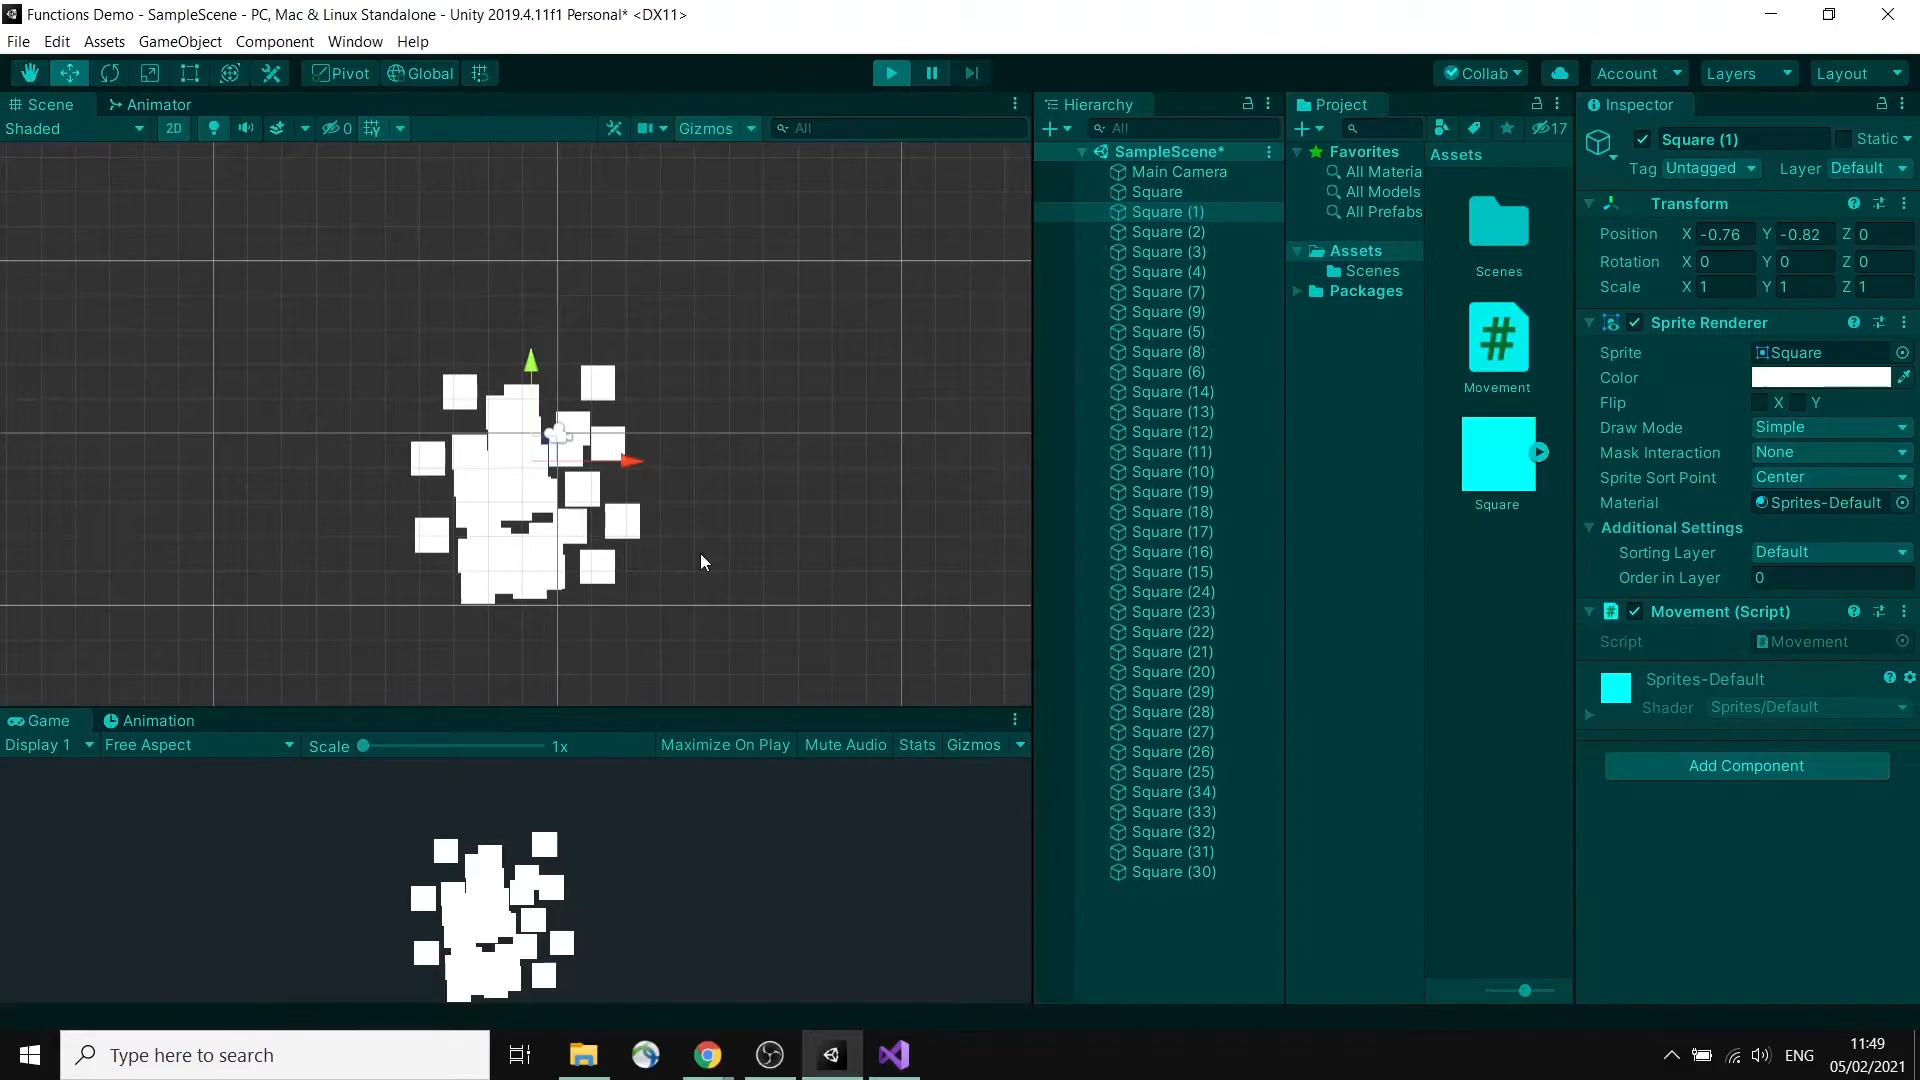 Functions Demo - SampleScene - PC, Mac & Linux Standalone - Unity 2019.4.11f1 Personal* <DX11>
File Edit Assets GameObject Component Window Help
Pivot Global Collab Account Layers Layout
Scene Animator
Shaded 2D 0 Gizmos All
Hierarchy
All
SampleScene*
Main Camera
Square
Square (1)
Square (2)
Square (3)
Square (4)
Square (7)
Square (9)
Square (5)
Square (8)
Square (6)
Square (14)
Square (13)
Square (12)
Square (11)
Square (10)
Square (19)
Square (18)
Square (17)
Square (16)
Square (15)
Square (24)
Square (23)
Square (22)
Square (21)
Square (20)
Square (29)
Square (28)
Square (27)
Square (26)
Square (25)
Square (34)
Square (33)
Square (32)
Square (31)
Square (30)
Project
17
Favorites
All Materia
All Models
All Prefabs
Assets
Scenes
Packages
Assets
Scenes
#
Movement
Square
Inspector
Square (1) Static
Tag Untagged Layer Default
Transform
Position X -0.76 Y -0.82 Z 0
Rotation X 0 Y 0 Z 0
Scale X 1 Y 1 Z 1
Sprite Renderer
Sprite Square
Color
Flip X Y
Draw Mode Simple
Mask Interaction None
Sprite Sort Point Center
Material Sprites-Default
Additional Settings
Sorting Layer Default
Order in Layer 0
Movement (Script)
Script Movement
Sprites-Default
Shader Sprites/Default
Add Component
Game Animation
Display 1 Free Aspect Scale 1x Maximize On Play Mute Audio Stats Gizmos
Type here to search
ENG
11:49
05/02/2021